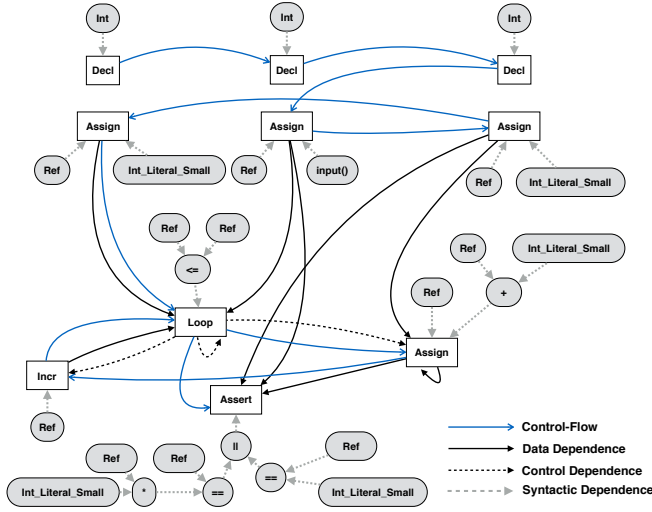 Int
Int
Int
Decl
Decl
Decl
Assign
Assign
Assign
Ref
Int_Literal_Small
Ref
input()
Ref
Int_Literal_Small
Ref
Ref
<=
Ref
Int_Literal_Small
Ref
+
Loop
Assign
Incr
Assert
Ref
||
Ref
Ref
Ref
Int_Literal_Small
*
==
==
Int_Literal_Small
Control-Flow
Data Dependence
Control Dependence
Syntactic Dependence